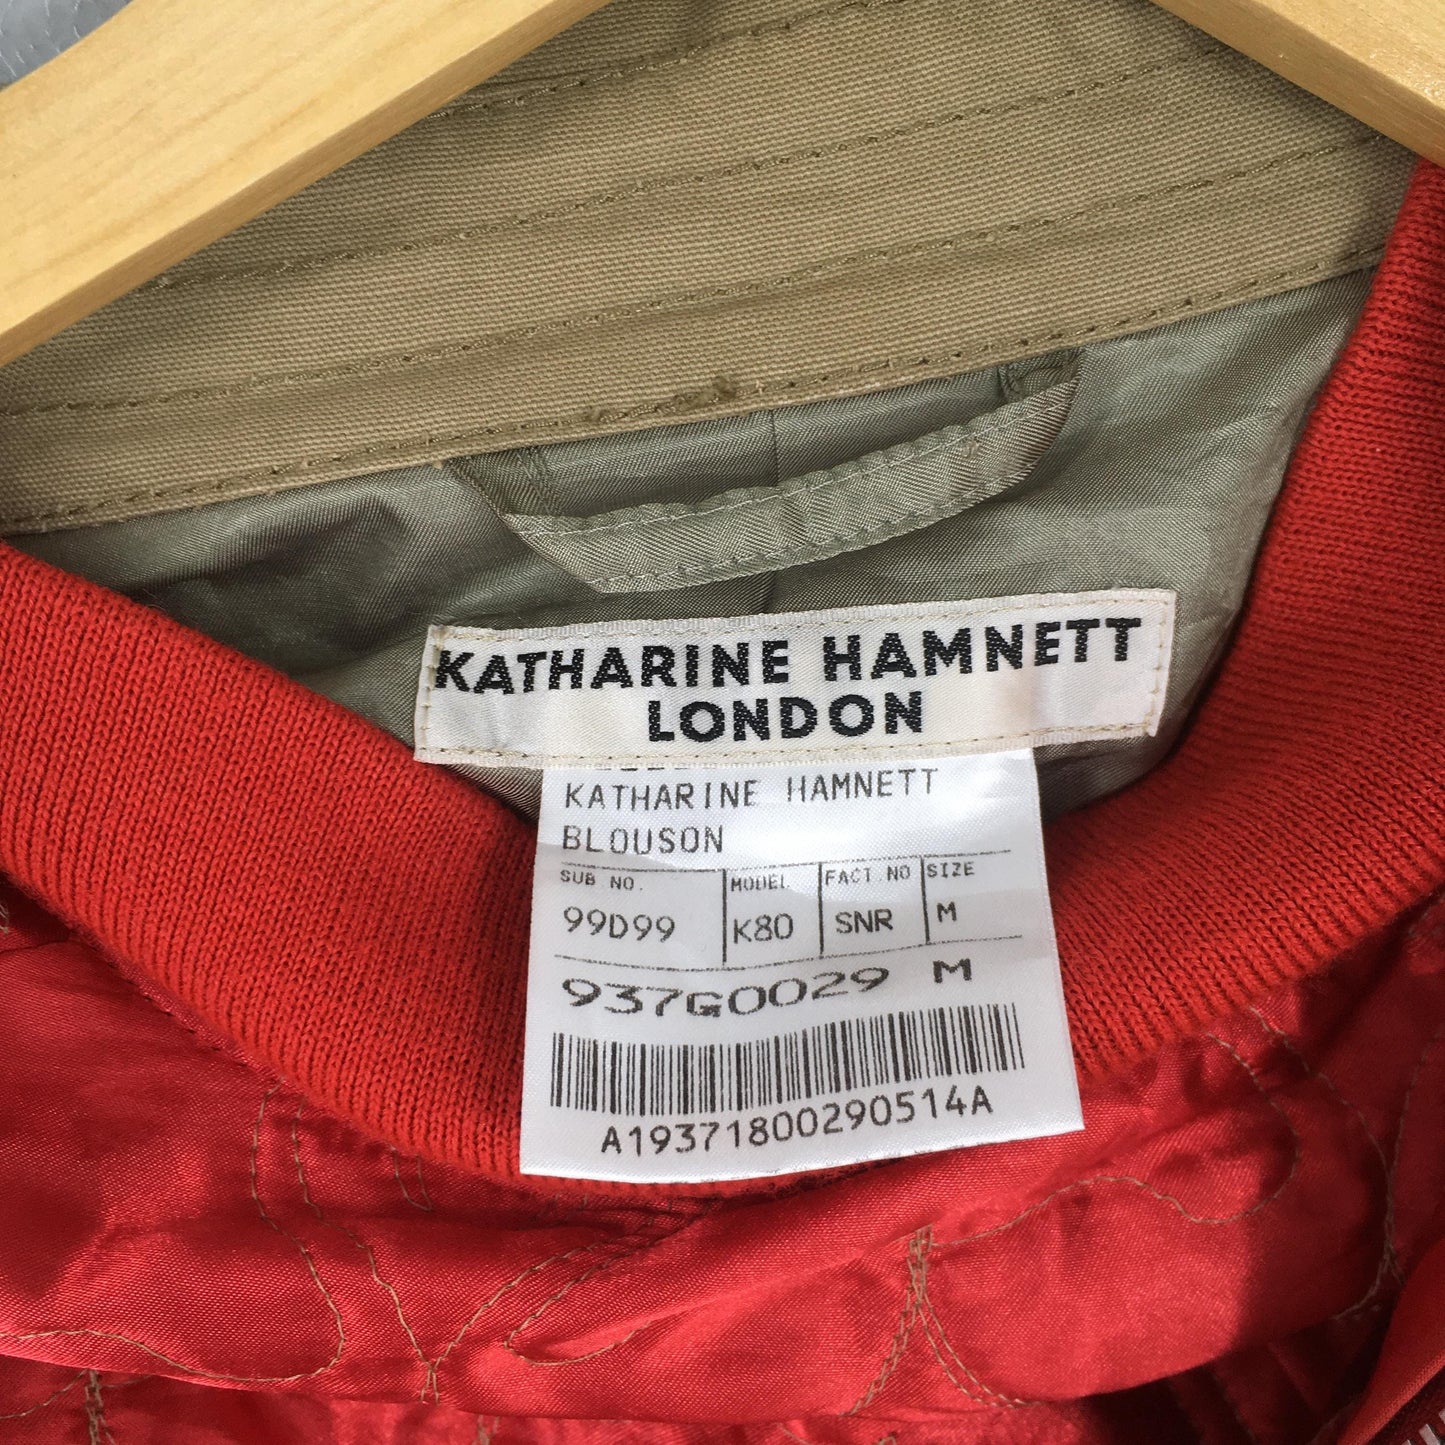 KATHARINE HAMNETT
LONDON
KATHARINE HAMNETT
BLOUSON
SUB NO. MODEL FACT.NO SIZE
99D99 K80 SNR M
937G0029 M
A19371800290514A